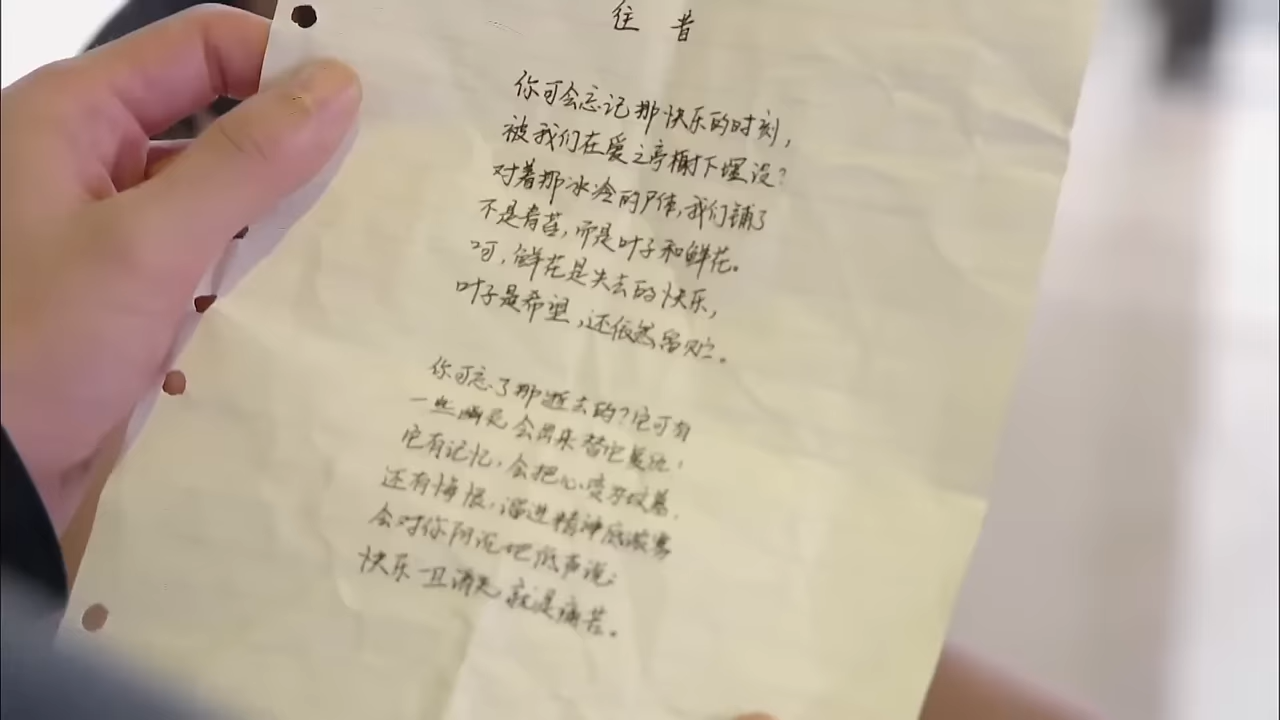 往昔
你可会忘记那快乐的时刻，
被我们在爱之亭榭下埋没？
对着那冰冷的尸体，我们铺了
不是青苔，而是叶子和鲜花。
呵，鲜花是失去的快乐，
叶子是希望，还依然留贮。
你可忘了那逝去的？它可有
一些幽灵会出来替它复仇！
它有记忆，会把心变为坟墓，
还有悔恨，溜进精神底浓雾
会对你阴沉地低声说：
快乐一旦消失，就是痛苦。